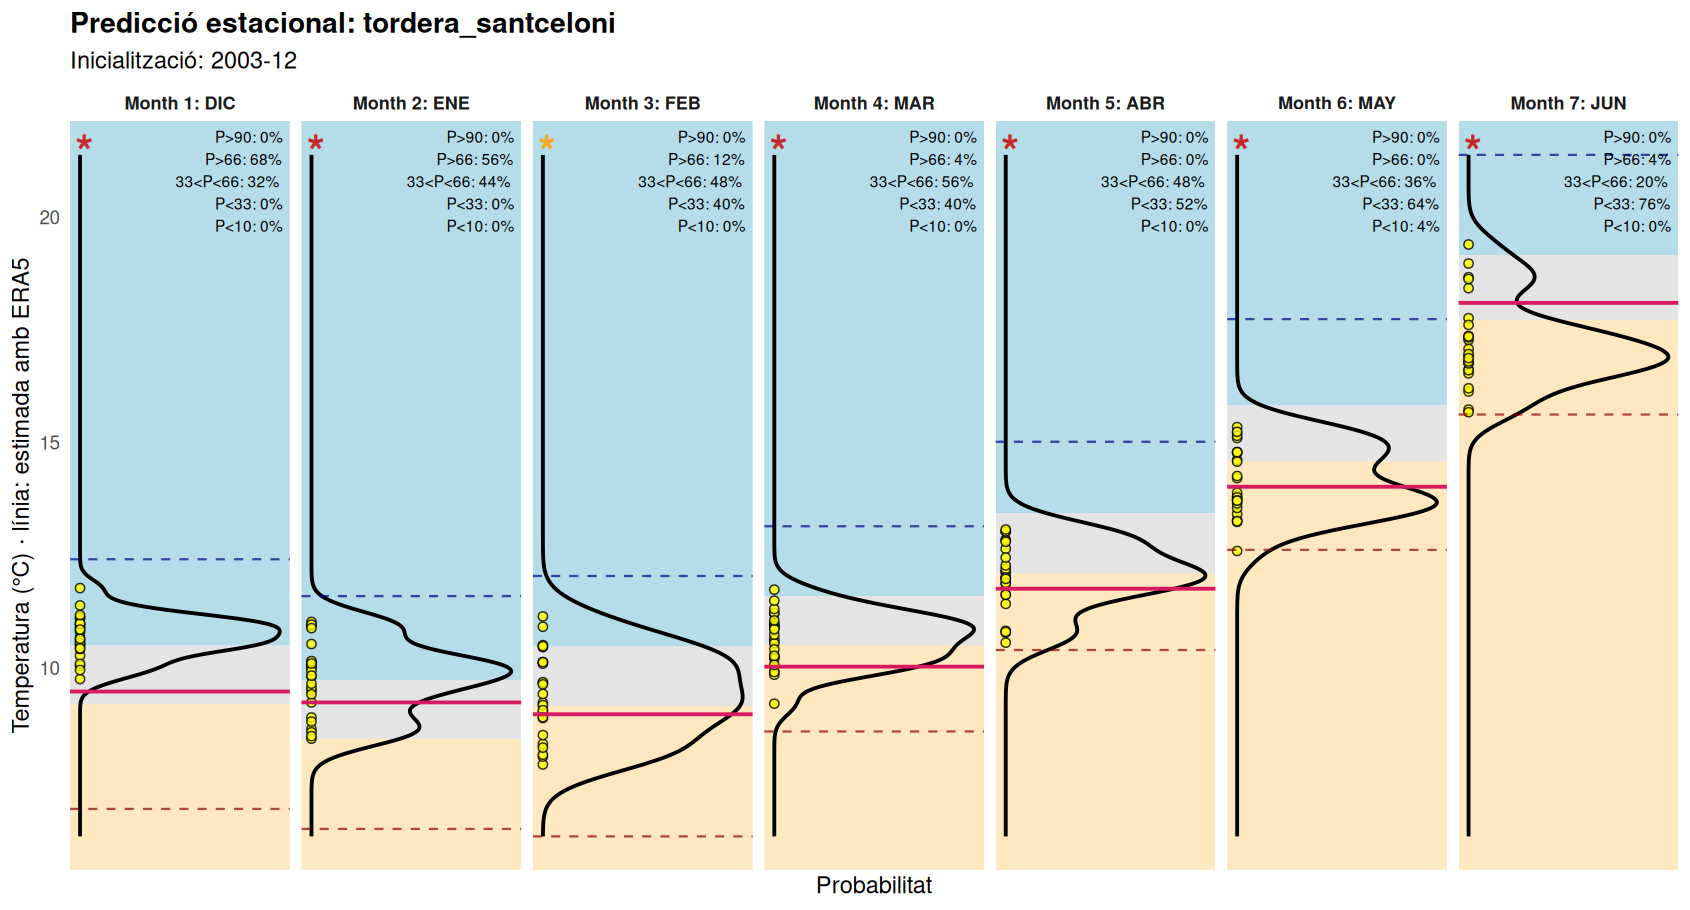 Predicció estacional: tordera_santceloni
Inicialització: 2003-12
Month 1: DIC
Month 2: ENE
Month 3: FEB
Month 4: MAR
Month 5: ABR
Month 6: MAY
Month 7: JUN
*
P>90: 0%
P>66: 68%
33<P<66: 32%
P<33: 0%
P<10: 0%
*
P>90: 0%
P>66: 56%
33<P<66: 44%
P<33: 0%
P<10: 0%
*
P>90: 0%
P>66: 12%
33<P<66: 48%
P<33: 40%
P<10: 0%
*
P>90: 0%
P>66: 4%
33<P<66: 56%
P<33: 40%
P<10: 0%
*
P>90: 0%
P>66: 0%
33<P<66: 48%
P<33: 52%
P<10: 0%
*
P>90: 0%
P>66: 0%
33<P<66: 36%
P<33: 64%
P<10: 4%
*
P>90: 0%
P>66: 4%
33<P<66: 20%
P<33: 76%
P<10: 0%
20
15
10
Temperatura (°C) · línia: estimada amb ERA5
Probabilitat